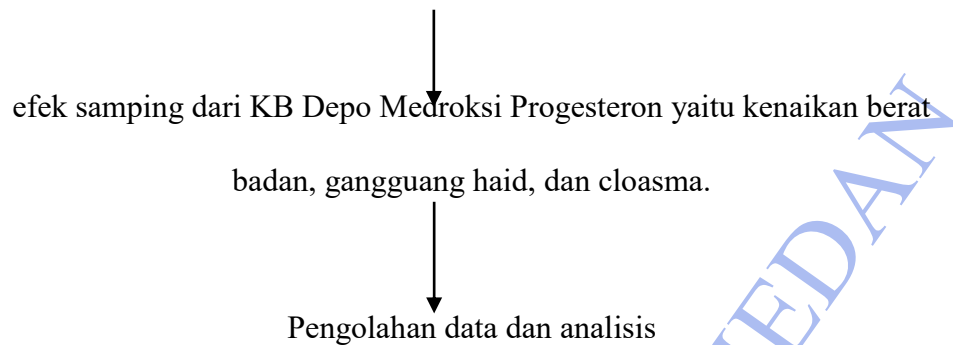 efek samping dari KB Depo Medroksi Progesteron yaitu kenaikan berat
badan, gangguang haid, dan cloasma.
Pengolahan data dan analisis
EDAN